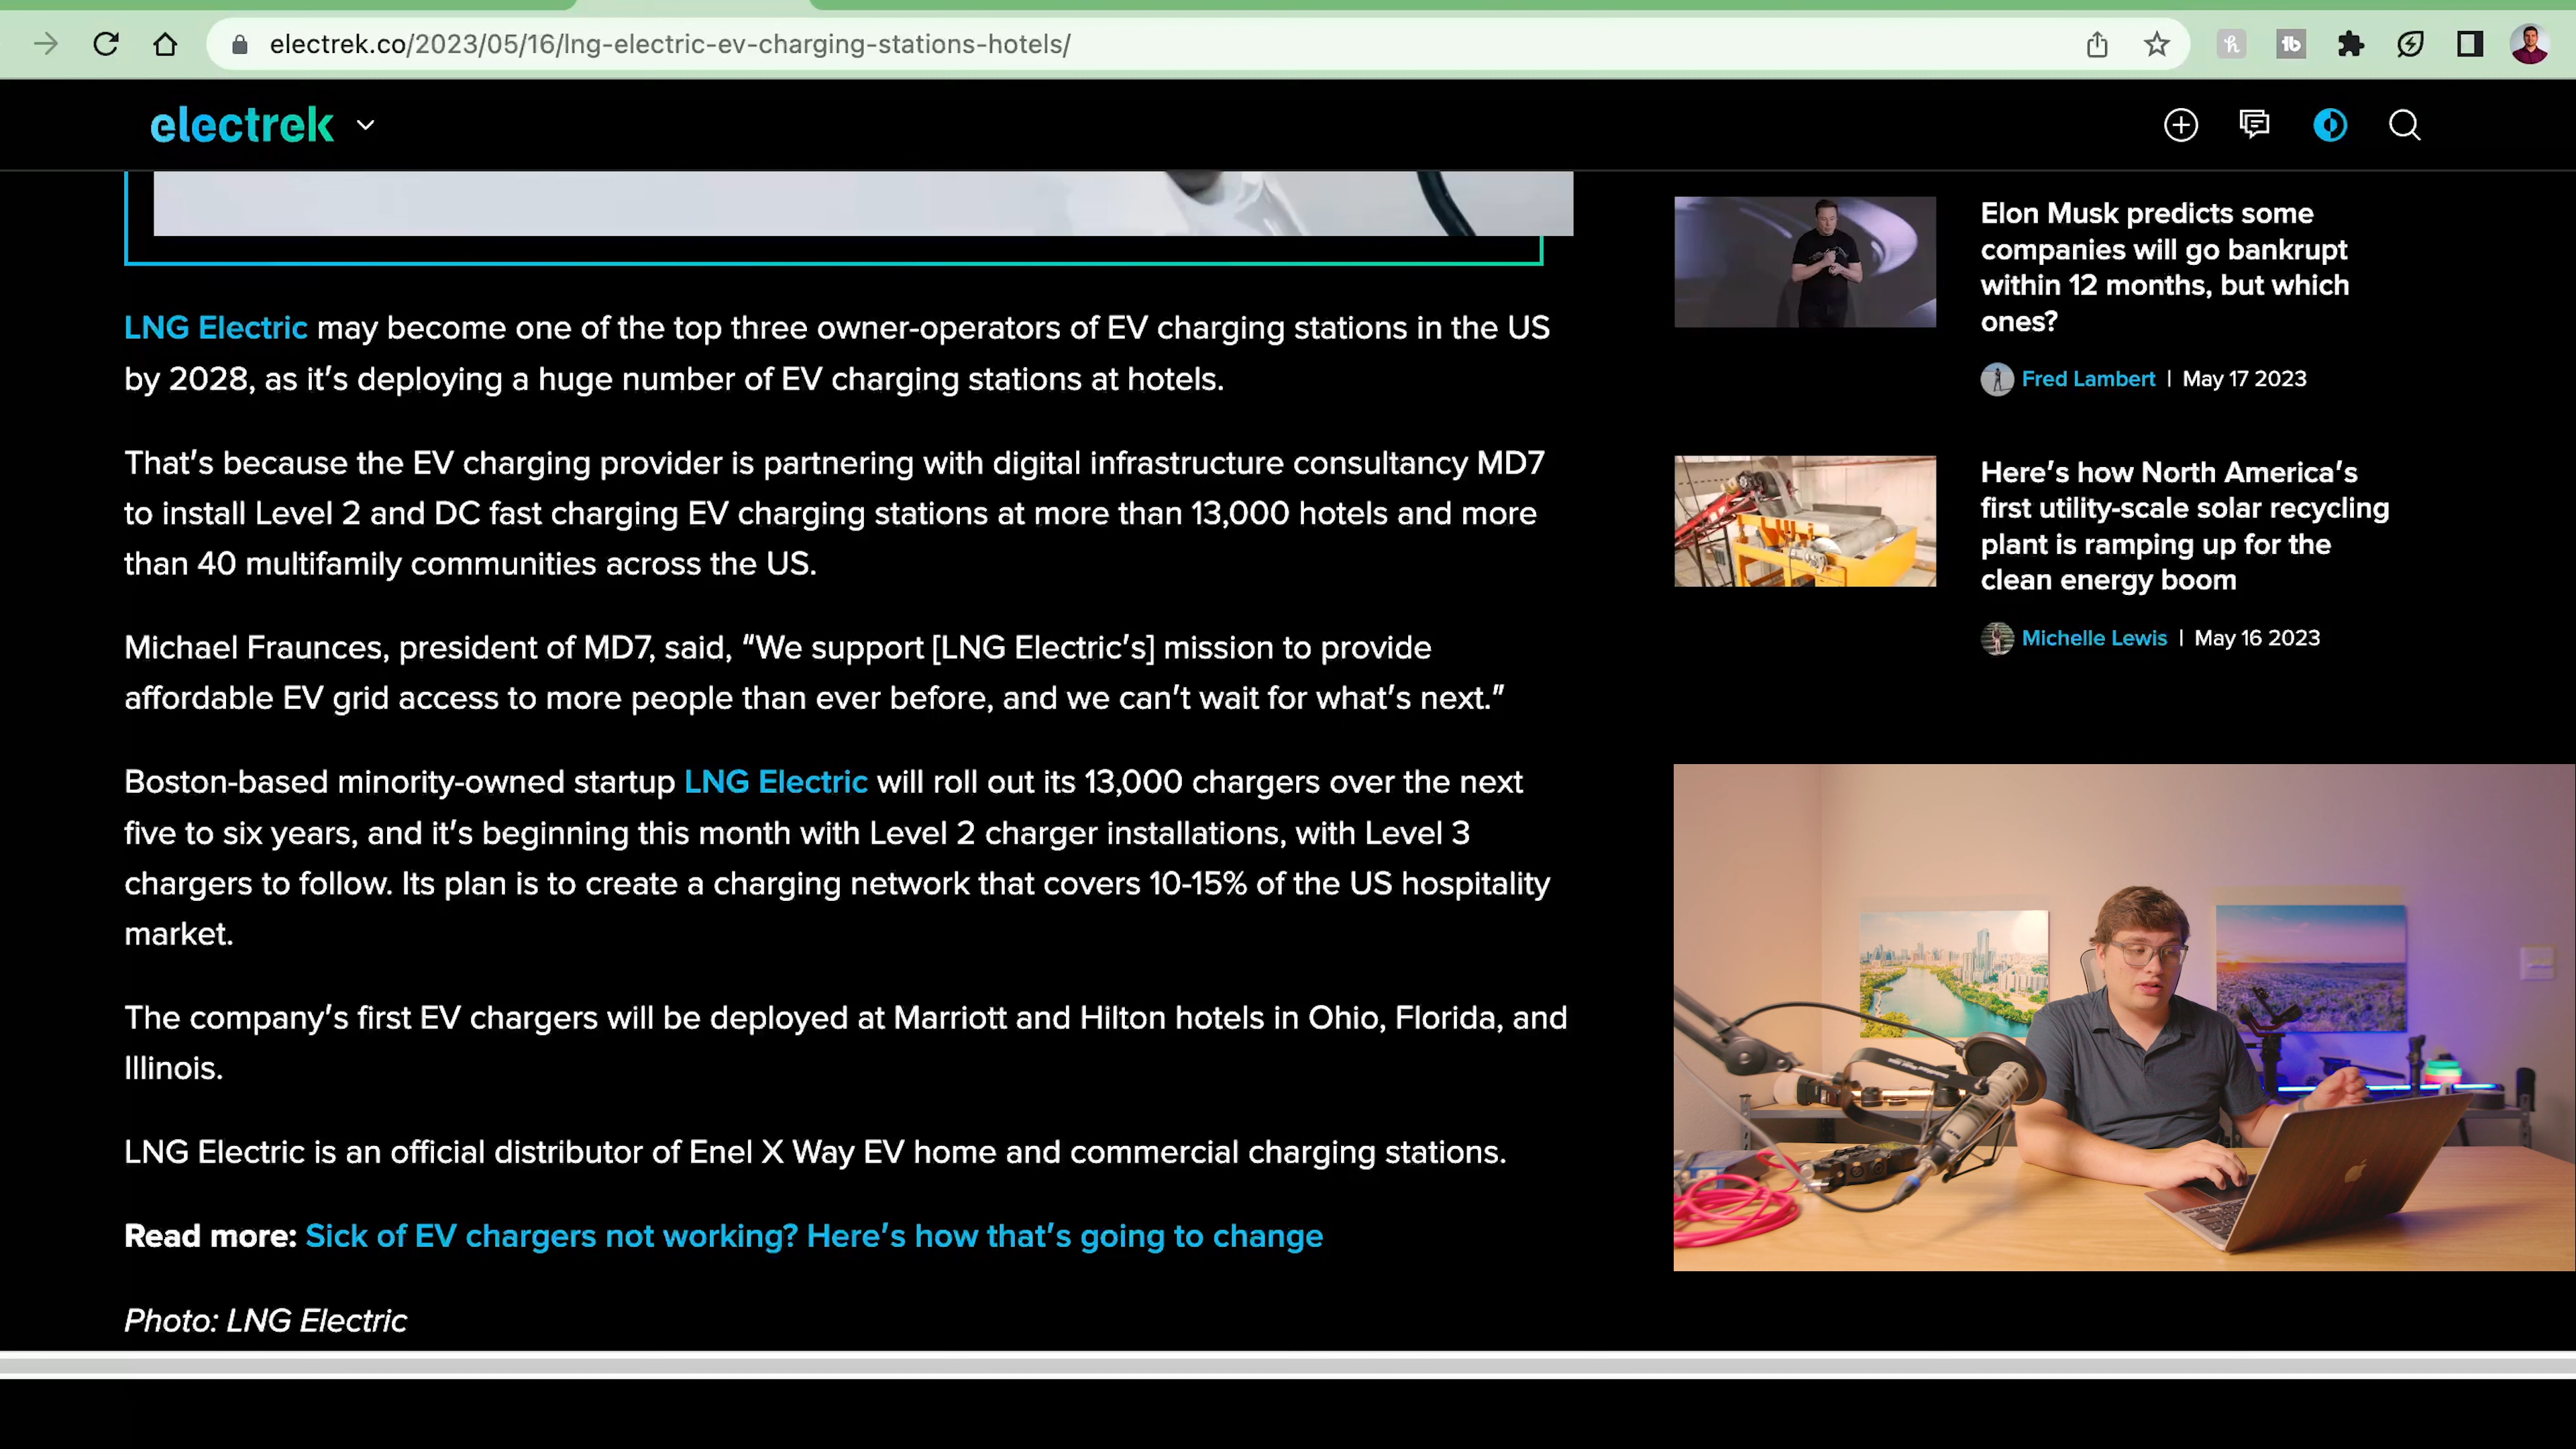 electrek.co/2023/05/16/lng-electric-ev-charging-stations-hotels/
electrek
LNG Electric may become one of the top three owner-operators of EV charging stations in the US
by 2028, as it's deploying a huge number of EV charging stations at hotels.
That's because the EV charging provider is partnering with digital infrastructure consultancy MD7
to install Level 2 and DC fast charging EV charging stations at more than 13,000 hotels and more
than 40 multifamily communities across the US.
Michael Fraunces, president of MD7, said, “We support [LNG Electric's] mission to provide
affordable EV grid access to more people than ever before, and we can't wait for what's next.”
Boston-based minority-owned startup LNG Electric will roll out its 13,000 chargers over the next
five to six years, and it's beginning this month with Level 2 charger installations, with Level 3
chargers to follow. Its plan is to create a charging network that covers 10-15% of the US hospitality
market.
The company's first EV chargers will be deployed at Marriott and Hilton hotels in Ohio, Florida, and
Illinois.
LNG Electric is an official distributor of Enel X Way EV home and commercial charging stations.
Read more: Sick of EV chargers not working? Here's how that's going to change
Photo: LNG Electric
Elon Musk predicts some
companies will go bankrupt
within 12 months, but which
ones?
Fred Lambert | May 17 2023
Here's how North America's
first utility-scale solar recycling
plant is ramping up for the
clean energy boom
Michelle Lewis | May 16 2023